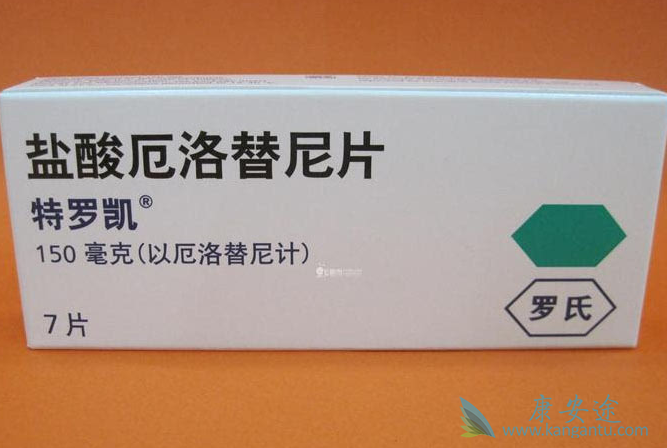 盐酸厄洛替尼片
特罗凯®
150 毫克(以厄洛替尼计)
7 片
罗氏
康安途
www.kangantu.com